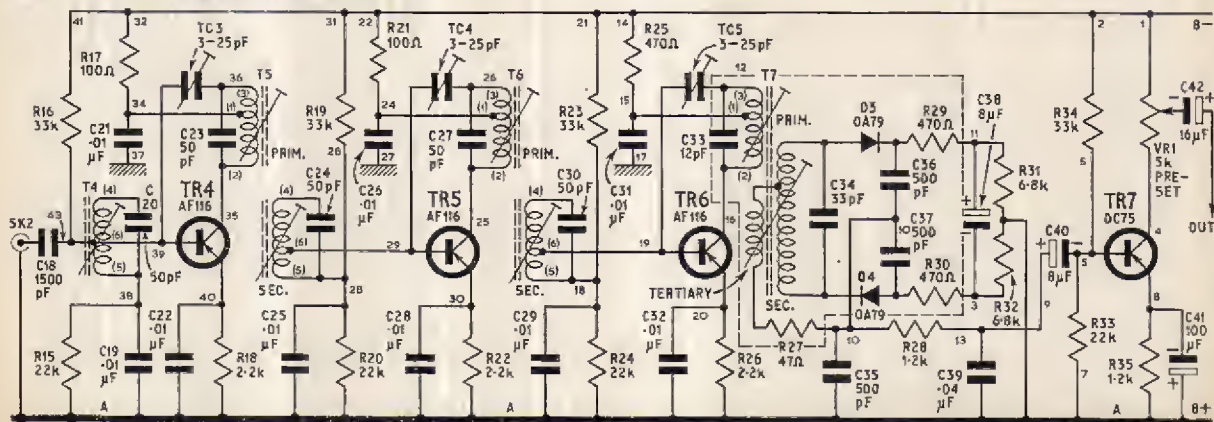 41
32
31
22
21
14
2
1
B-
R17
100Ω
TC3
3-25pF
R21
100Ω
TC4
3-25pF
R25
470Ω
TC5
3-25pF
12
36
T5
(3)
(1)
34
R16
33k
C21
·01
μF
37
C23
50
pF
PRIM.
(2)
R19
33k
26
24
C26
·01
μF
27
26
T6
(3)
(1)
C27
50
pF
PRIM.
(2)
R23
33k
15
C31
·01
μF
17
T7
(3)
(1)
C33
12pF
PRIM.
(2)
D3
OA79
R29
470Ω
11
C38
8μF
R34
33k
C42
16μF
VR1
5k
PRE-
SET
OUT
SK2
43
C18
1500
pF
T4
(4)
C
20
(6)
(5)
39
50pF
TR4
AF116
35
(4)
C24
50pF
(6)
(5)
SEC.
29
TR5
AF116
25
(4)
C30
50pF
(6)
(5)
SEC.
19
TR6
AF116
16
TERTIARY
SEC.
C34
33pF
C36
500
pF
C37
500
pF
10
D4
OA79
R30
470Ω
3
R31
6·8k
R32
6·8k
C40
8μF
5
5
TR7
OC75
4
38
40
28
30
18
20
10
13
9
8
R15
22k
C19
·01
μF
C22
·01
μF
R18
2·2k
C25
·01
μF
R20
22k
C28
·01
μF
R22
2·2k
C29
·01
μF
R24
22k
C32
·01
μF
R26
2·2k
R27
47Ω
C35
500
pF
R28
1·2k
C39
·04
μF
R33
22k
7
R35
1·2k
C41
100
μF
A
A
A
B+